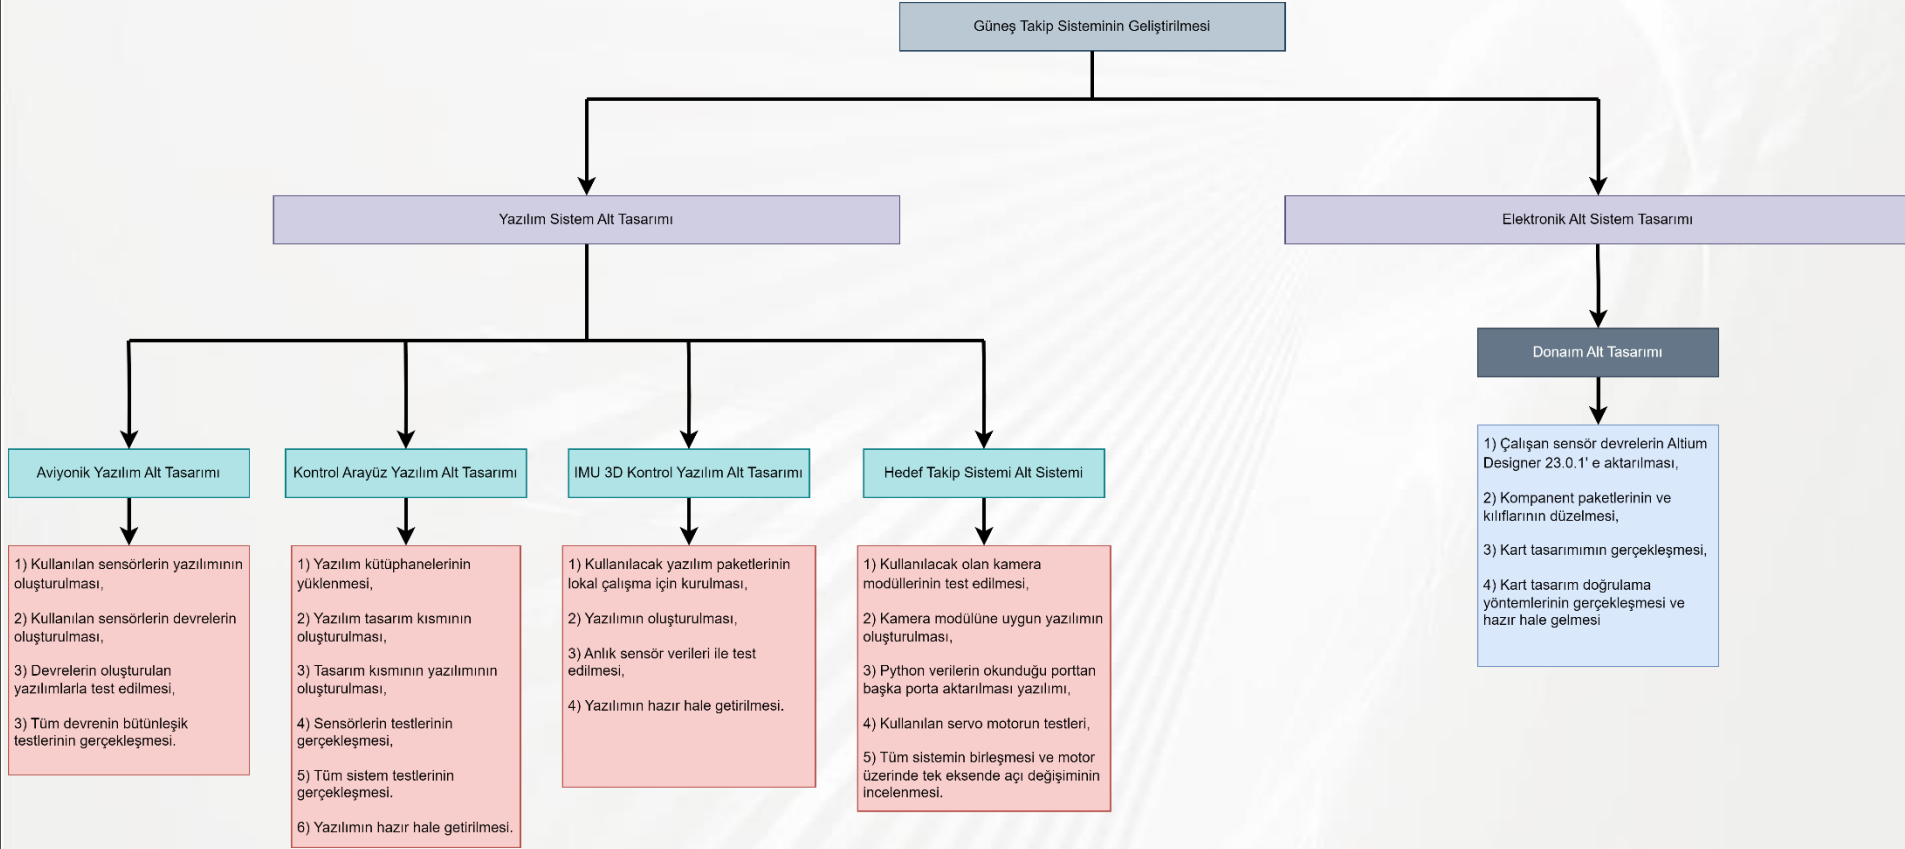 Güneş Takip Sisteminin Geliştirilmesi
Yazılım Sistem Alt Tasarımı
Elektronik Alt Sistem Tasarımı
Donaım Alt Tasarımı
1) Çalışan sensör devrelerin Altium
Designer 23.0.1' e aktarılması,
2) Kompanent paketlerinin ve
kılıflarının düzelmesi,
3) Kart tasarımımın gerçekleşmesi,
4) Kart tasarım doğrulama
yöntemlerinin gerçekleşmesi ve
hazır hale gelmesi
Aviyonik Yazılım Alt Tasarımı
Kontrol Arayüz Yazılım Alt Tasarımı
IMU 3D Kontrol Yazılım Alt Tasarımı
Hedef Takip Sistemi Alt Sistemi
1) Kullanılan sensörlerin yazılımının
oluşturulması,
2) Kullanılan sensörlerin devrelerin
oluşturulması,
3) Devrelerin oluşturulan
yazılımlarla test edilmesi,
3) Tüm devrenin bütünleşik
testlerinin gerçekleşmesi.
1) Yazılım kütüphanelerinin
yüklenmesi,
2) Yazılım tasarım kısmının
oluşturulması,
3) Tasarım kısmının yazılımının
oluşturulması,
4) Sensörlerin testlerinin
gerçekleşmesi,
5) Tüm sistem testlerinin
gerçekleşmesi.
6) Yazılımın hazır hale getirilmesi.
1) Kullanılacak yazılım paketlerinin
lokal çalışma için kurulması,
2) Yazılımın oluşturulması,
3) Anlık sensör verileri ile test
edilmesi,
4) Yazılımın hazır hale getirilmesi.
1) Kullanılacak olan kamera
modüllerinin test edilmesi,
2) Kamera modülüne uygun yazılımın
oluşturulması,
3) Python verilerin okunduğu porttan
başka porta aktarılması yazılımı,
4) Kullanılan servo motorun testleri,
5) Tüm sistemin birleşmesi ve motor
üzerinde tek eksende açı değişiminin
incelenmesi.